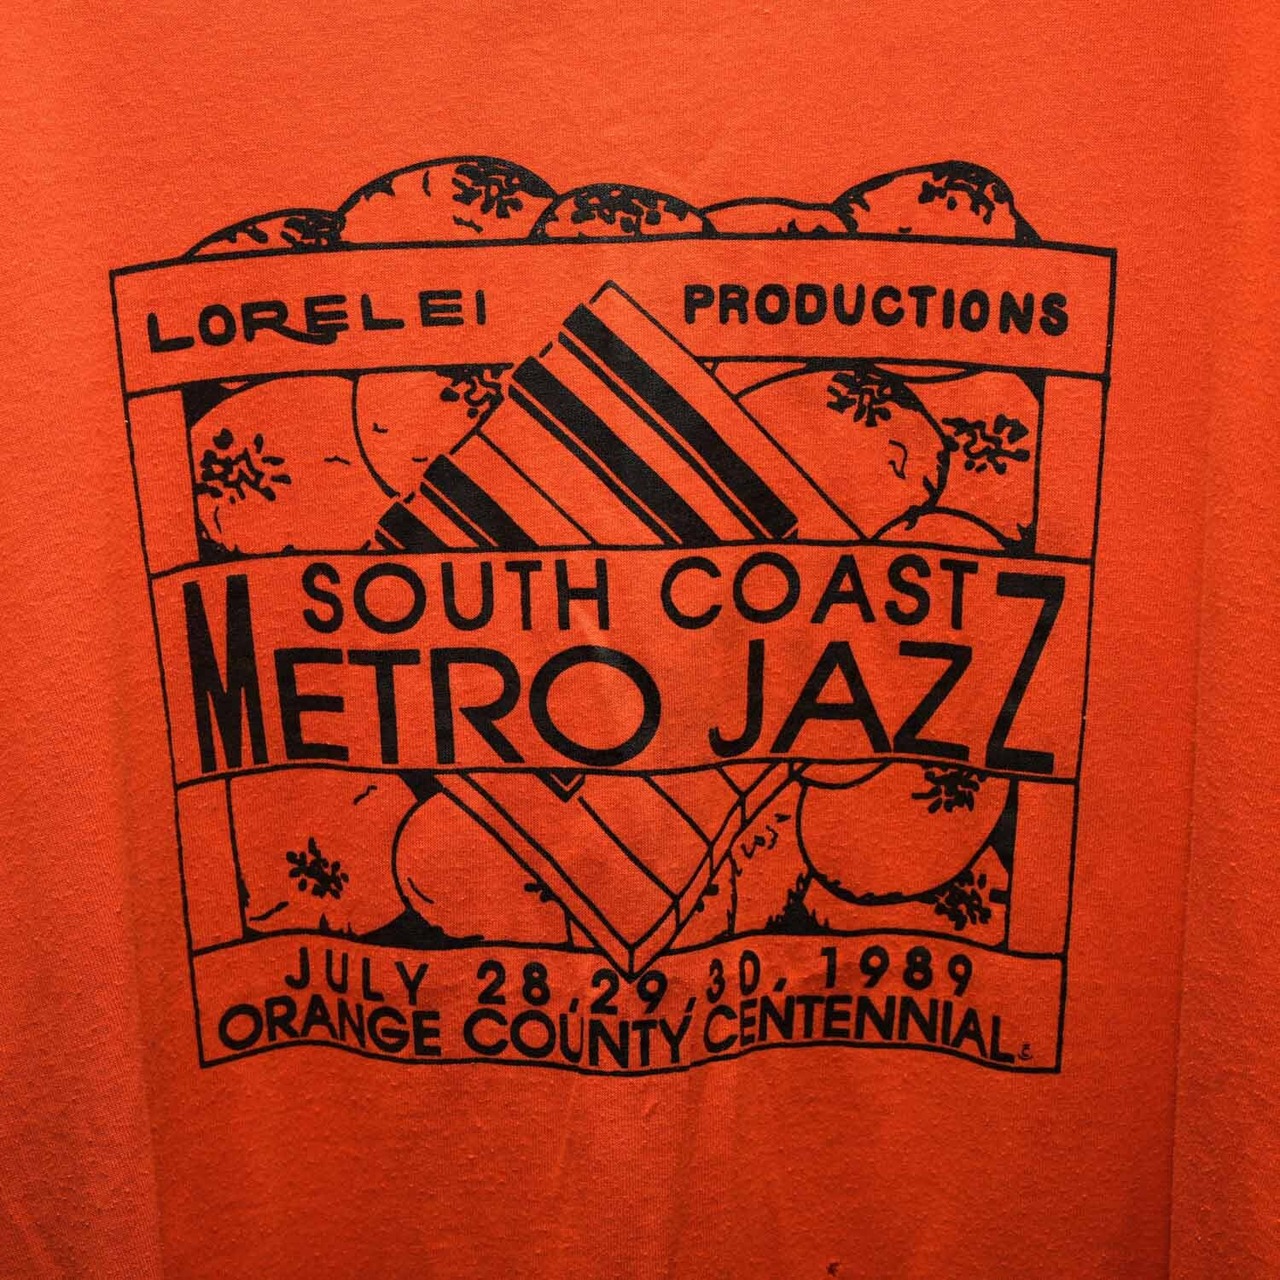 LORELEI PRODUCTIONS
SOUTH COAST
METRO JAZZ
JULY 28,29,30,1989
ORANGE COUNTY CENTENNIAL